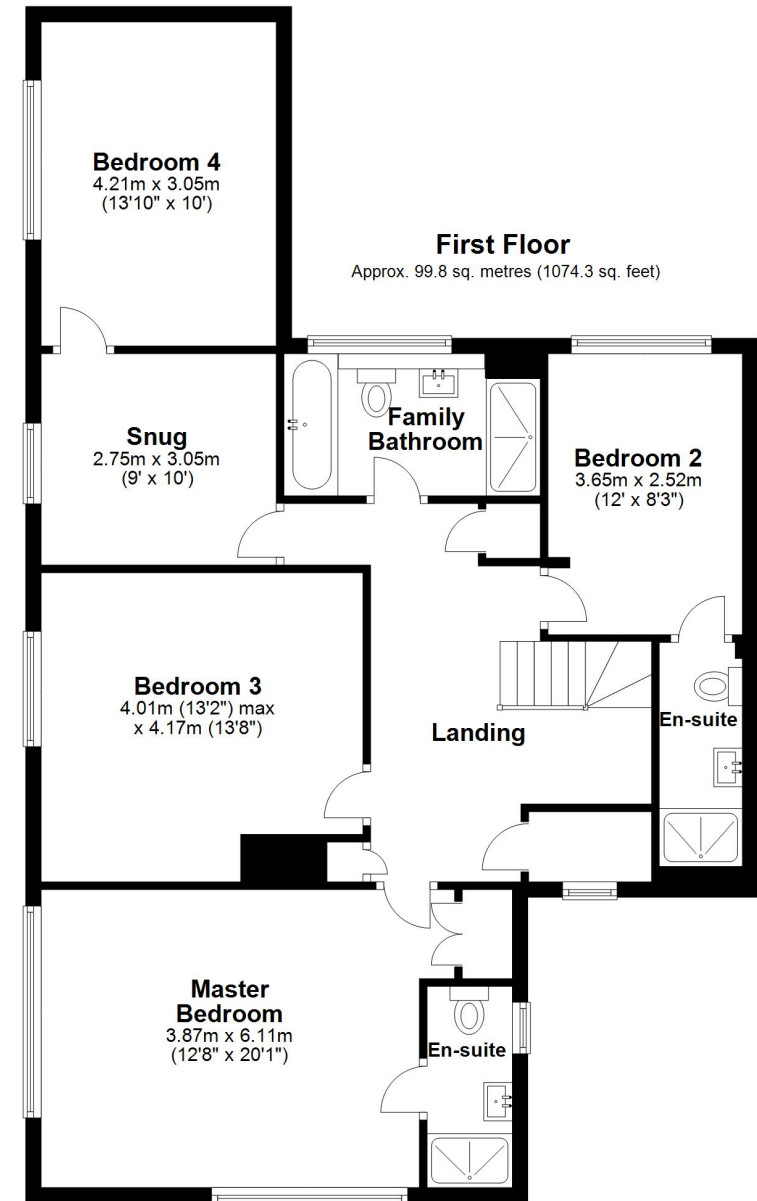 Bedroom 4
4.21m x 3.05m
(13'10" x 10')
First Floor
Approx. 99.8 sq. metres (1074.3 sq. feet)
Snug
2.75m x 3.05m
(9' x 10')
Family
Bathroom
Bedroom 2
3.65m x 2.52m
(12' x 8'3")
Bedroom 3
4.01m (13'2") max
x 4.17m (13'8")
Landing
En-suite
Master
Bedroom
3.87m x 6.11m
(12'8" x 20'1")
En-suite